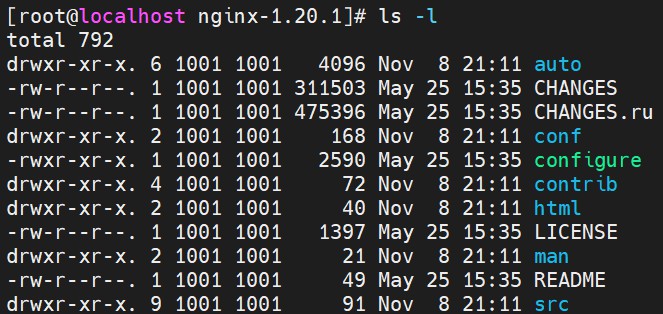 [root@localhost nginx-1.20.1]# ls -l
total 792
drwxr-xr-x. 6 1001 1001   4096 Nov  8 21:11 auto
-rw-r--r--. 1 1001 1001 311503 May 25 15:35 CHANGES
-rw-r--r--. 1 1001 1001 475396 May 25 15:35 CHANGES.ru
drwxr-xr-x. 2 1001 1001    168 Nov  8 21:11 conf
-rwxr-xr-x. 1 1001 1001   2590 May 25 15:35 configure
drwxr-xr-x. 4 1001 1001     72 Nov  8 21:11 contrib
drwxr-xr-x. 2 1001 1001     40 Nov  8 21:11 html
-rw-r--r--. 1 1001 1001   1397 May 25 15:35 LICENSE
drwxr-xr-x. 2 1001 1001     21 Nov  8 21:11 man
-rw-r--r--. 1 1001 1001     49 May 25 15:35 README
drwxr-xr-x. 9 1001 1001     91 Nov  8 21:11 src